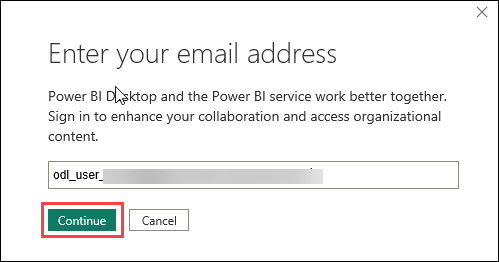 Enter your email address
Power BI Desktop and the Power BI service work better together.
Sign in to enhance your collaboration and access organizational
content.
odl_user_
Continue Cancel